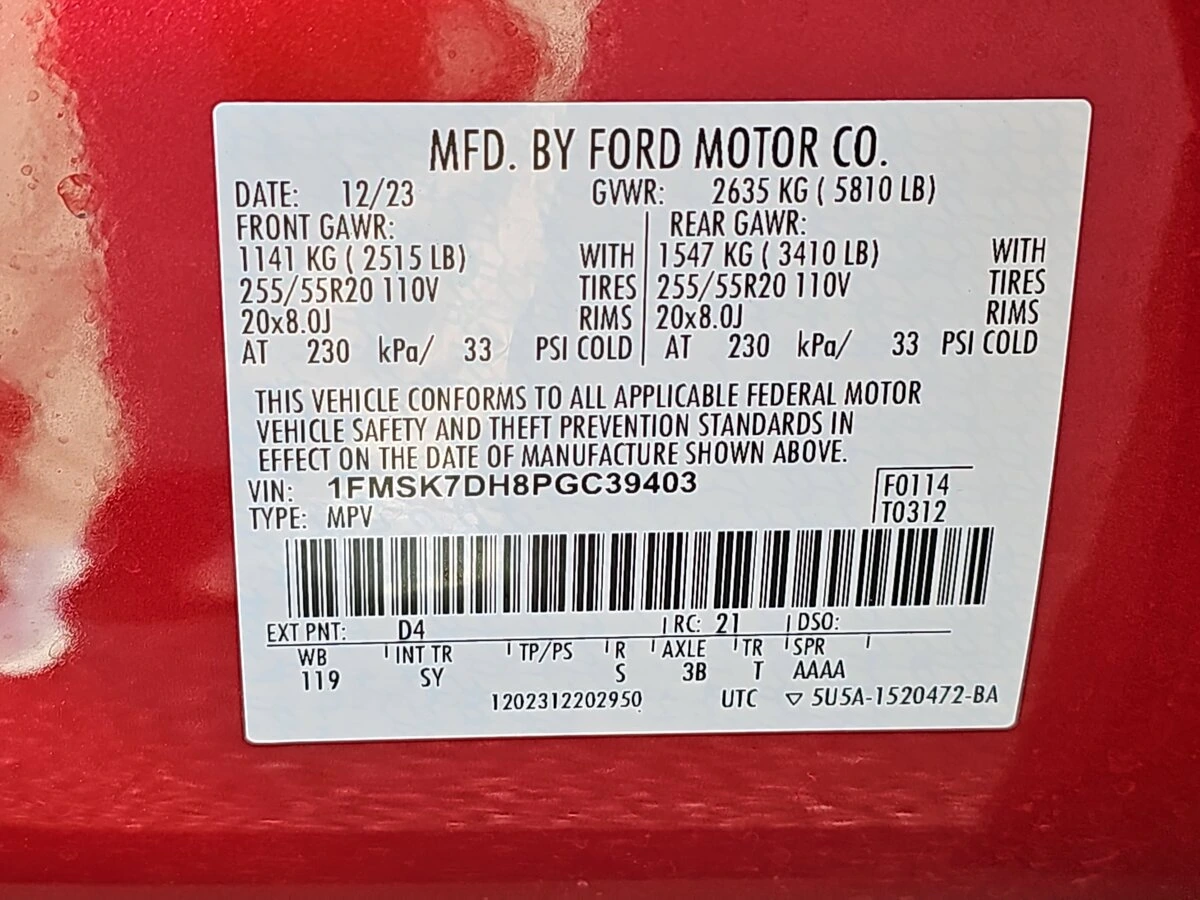 MFD. BY FORD MOTOR CO.
DATE: 12/23 GVWR: 2635 KG ( 5810 LB)
FRONT GAWR: REAR GAWR:
1141 KG ( 2515 LB) WITH 1547 KG ( 3410 LB) WITH
255/55R20 110V TIRES 255/55R20 110V TIRES
20x8.0J RIMS 20x8.0J RIMS
AT 230 kPa/ 33 PSI COLD AT 230 kPa/ 33 PSI COLD
THIS VEHICLE CONFORMS TO ALL APPLICABLE FEDERAL MOTOR
VEHICLE SAFETY AND THEFT PREVENTION STANDARDS IN
EFFECT ON THE DATE OF MANUFACTURE SHOWN ABOVE.
VIN: 1FMSK7DH8PGC39403 F0114
TYPE: MPV T0312
EXT PNT: D4 RC: 21 DSO:
WB INT TR TP/PS R AXLE TR SPR
119 SY S 3B T AAAA
1202312202950 UTC ▽ 5U5A-1520472-BA